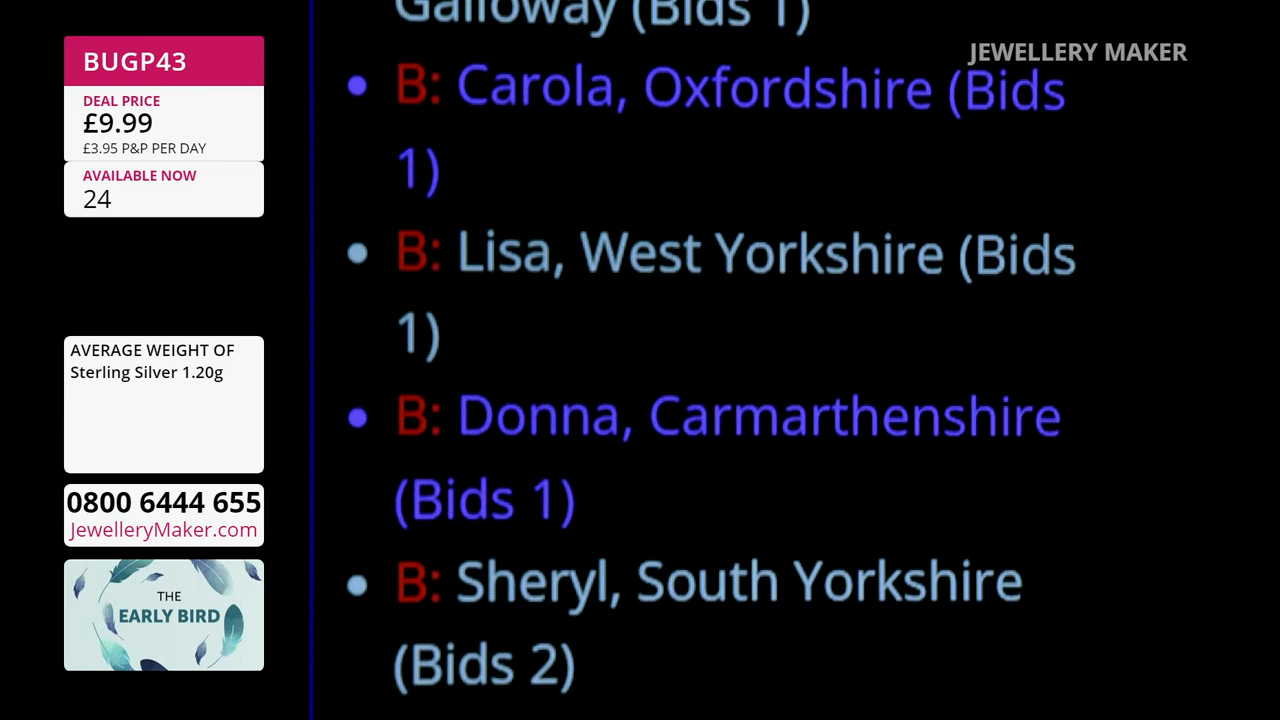 BUGP43
DEAL PRICE
£9.99
£3.95 P&P PER DAY
AVAILABLE NOW
24
AVERAGE WEIGHT OF
Sterling Silver 1.20g
0800 6444 655
JewelleryMaker.com
THE
EARLY BIRD
JEWELLERY MAKER
Galloway (Bids 1)
B: Carola, Oxfordshire (Bids
1)
B: Lisa, West Yorkshire (Bids
1)
B: Donna, Carmarthenshire
(Bids 1)
B: Sheryl, South Yorkshire
(Bids 2)